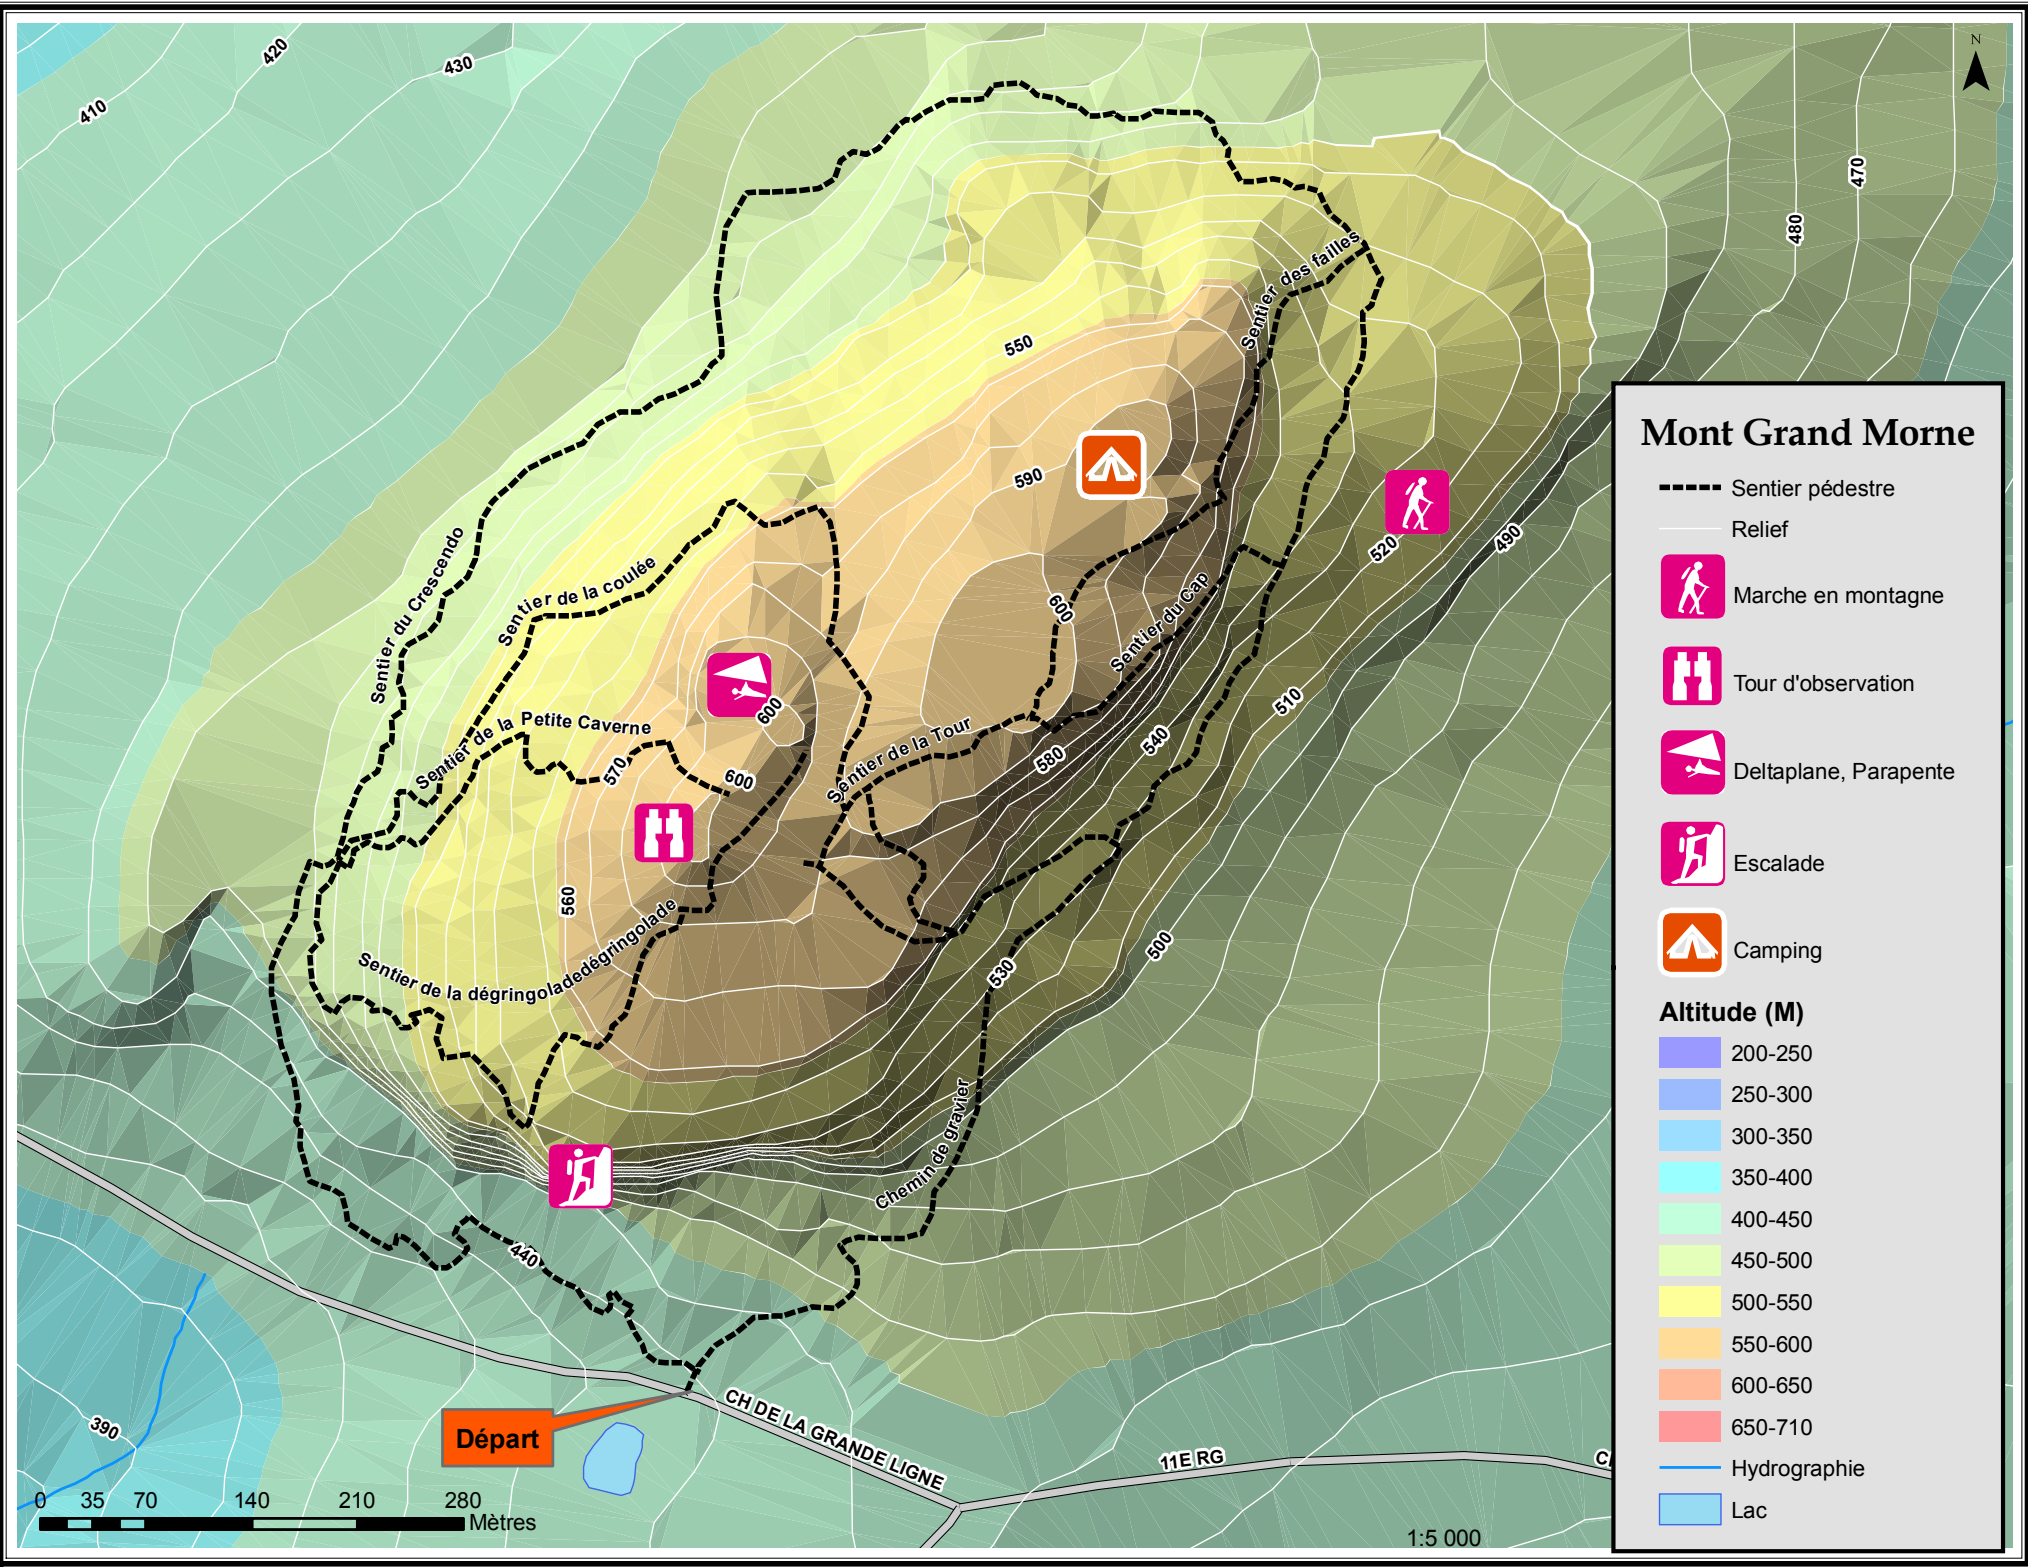 410
420
430
N
470
480
550
590
490
520
600
510
540
580
600
600
570
560
500
530
440
390
Sentier des failles
Sentier du Crescendo
Sentier de la coulée
Sentier de la Petite Caverne
Sentier du Cap
Sentier de la Tour
Sentier de la dégringoladedégringolade
Chemin de gravier
Départ
CH DE LA GRANDE LIGNE
11E RG
0 35 70 140 210 280
Mètres
1:5 000
Mont Grand Morne
Sentier pédestre
Relief
Marche en montagne
Tour d'observation
Deltaplane, Parapente
Escalade
Camping
Altitude (M)
200-250
250-300
300-350
350-400
400-450
450-500
500-550
550-600
600-650
650-710
Hydrographie
Lac